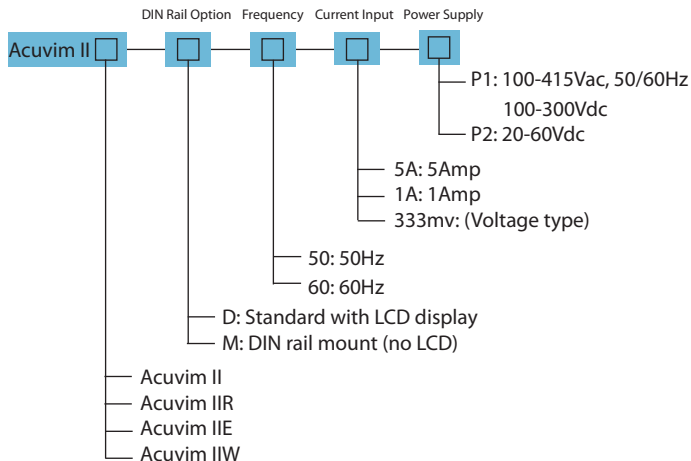 DIN Rail Option Frequency Current Input Power Supply
Acuvim II
P1: 100-415Vac, 50/60Hz
100-300Vdc
P2: 20-60Vdc
5A: 5Amp
1A: 1Amp
333mv: (Voltage type)
50: 50Hz
60: 60Hz
D: Standard with LCD display
M: DIN rail mount (no LCD)
Acuvim II
Acuvim IIR
Acuvim IIE
Acuvim IIW